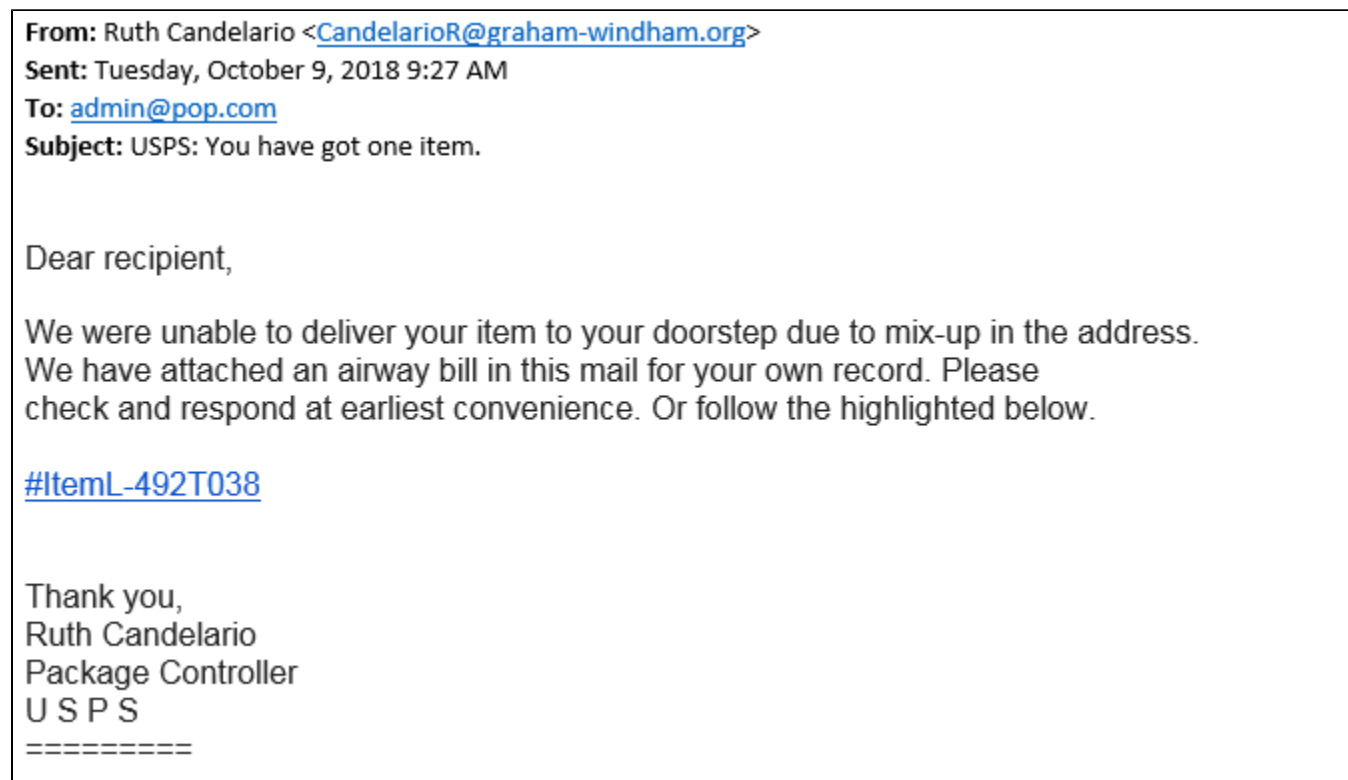 From: Ruth Candelario <CandelarioR@graham-windham.org>
Sent: Tuesday, October 9, 2018 9:27 AM
To: admin@pop.com
Subject: USPS: You have got one item.
Dear recipient,
We were unable to deliver your item to your doorstep due to mix-up in the address.
We have attached an airway bill in this mail for your own record. Please
check and respond at earliest convenience. Or follow the highlighted below.
#ItemL-492T038
Thank you,
Ruth Candelario
Package Controller
U S P S
=========